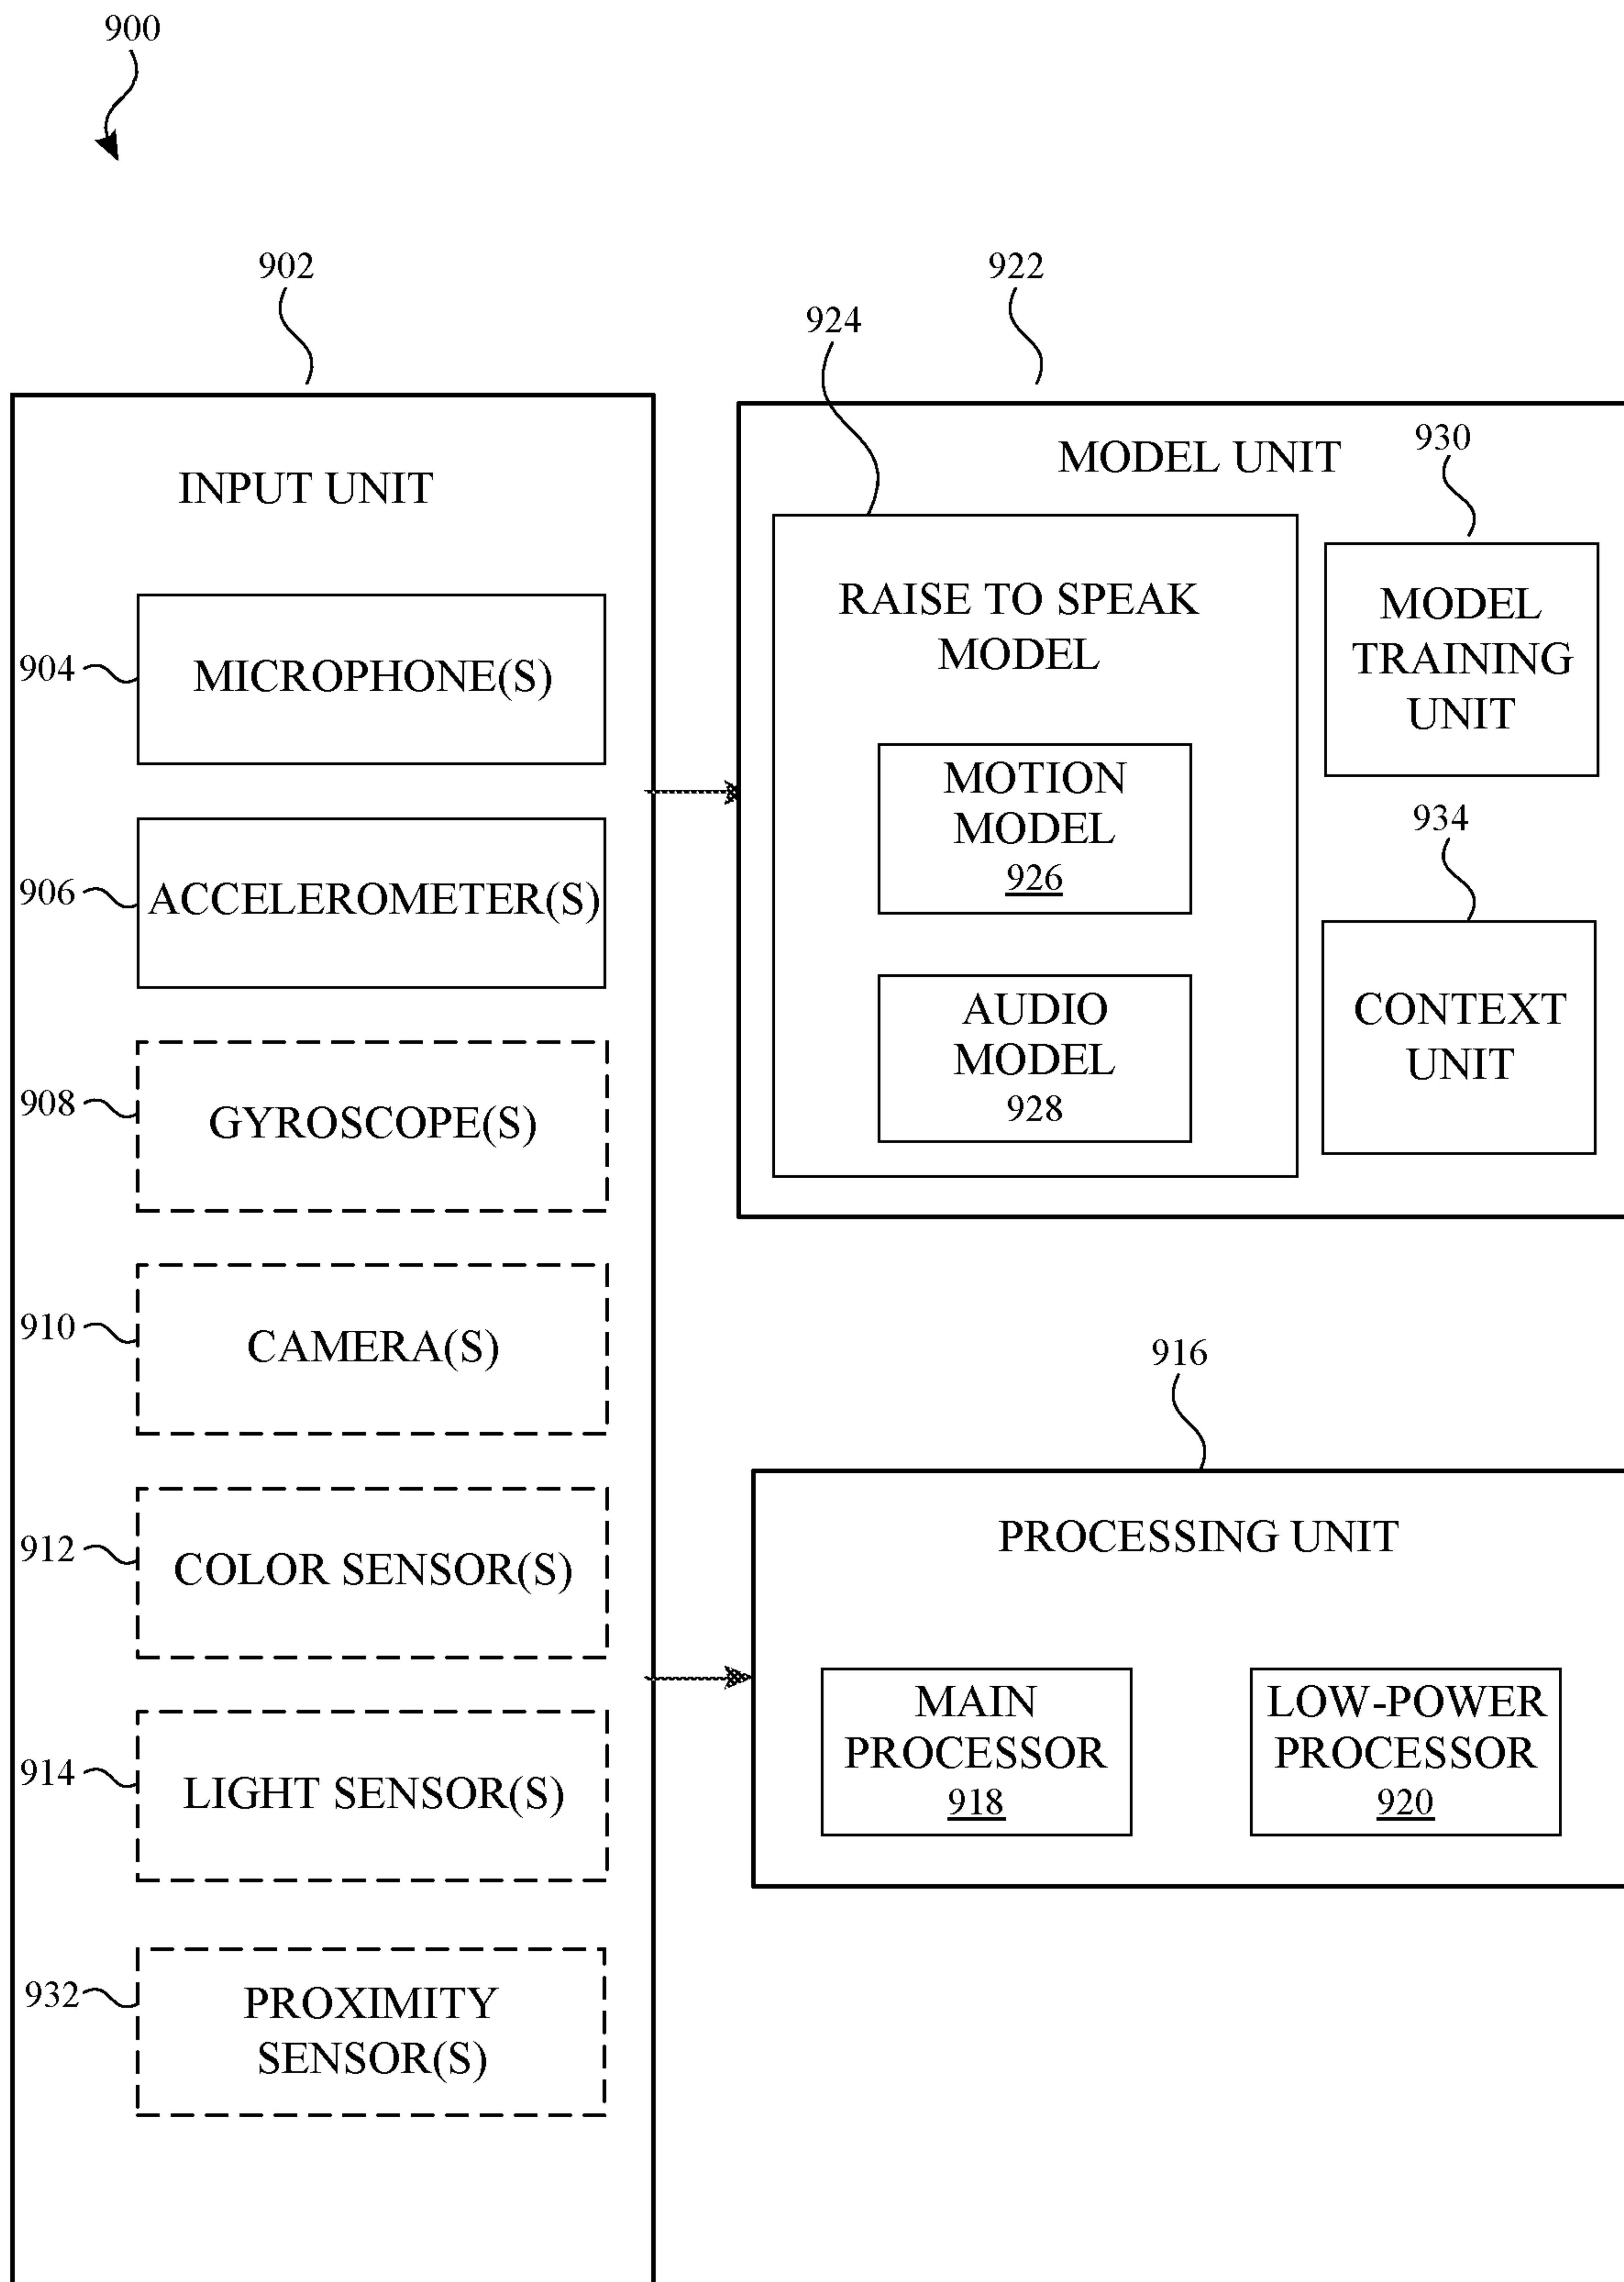 900
902
INPUT UNIT
904
MICROPHONE(S)
906
ACCELEROMETER(S)
908
GYROSCOPE(S)
910
CAMERA(S)
912
COLOR SENSOR(S)
914
LIGHT SENSOR(S)
932
PROXIMITY
SENSOR(S)
922
MODEL UNIT
924
RAISE TO SPEAK
MODEL
MOTION
MODEL
926
AUDIO
MODEL
928
930
MODEL
TRAINING
UNIT
934
CONTEXT
UNIT
916
PROCESSING UNIT
MAIN
PROCESSOR
918
LOW-POWER
PROCESSOR
920